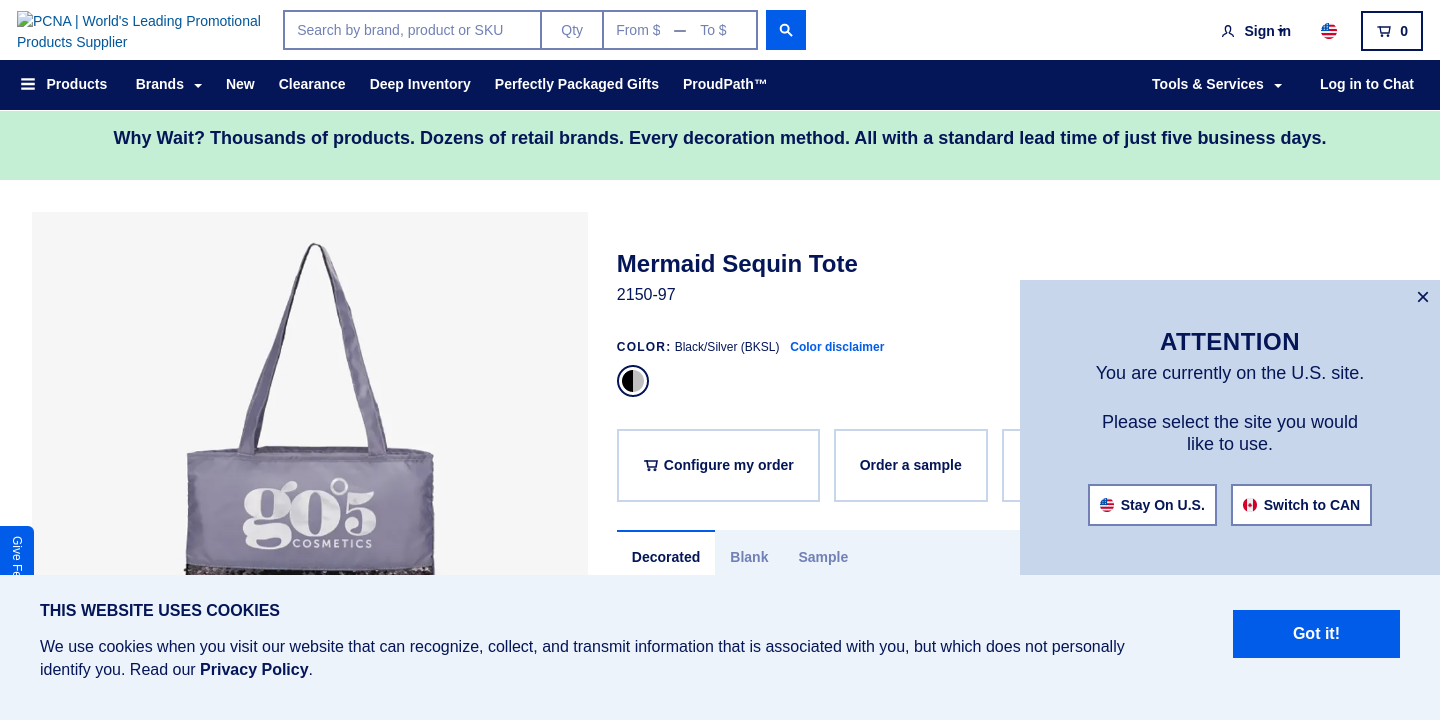 PCNA | World's Leading Promotional
Products Supplier
Search by brand, product or SKU
Qty
From $ — To $
Sign in
0
Products
Brands
New
Clearance
Deep Inventory
Perfectly Packaged Gifts
ProudPath™
Tools & Services
Log in to Chat
Why Wait? Thousands of products. Dozens of retail brands. Every decoration method. All with a standard lead time of just five business days.
go5
COSMETICS
Mermaid Sequin Tote
2150-97
COLOR: Black/Silver (BKSL) Color disclaimer
Configure my order
Order a sample
Decorated
Blank
Sample
×
ATTENTION
You are currently on the U.S. site.
Please select the site you would
like to use.
Stay On U.S.
Switch to CAN
Give
THIS WEBSITE USES COOKIES
We use cookies when you visit our website that can recognize, collect, and transmit information that is associated with you, but which does not personally
identify you. Read our Privacy Policy.
Got it!